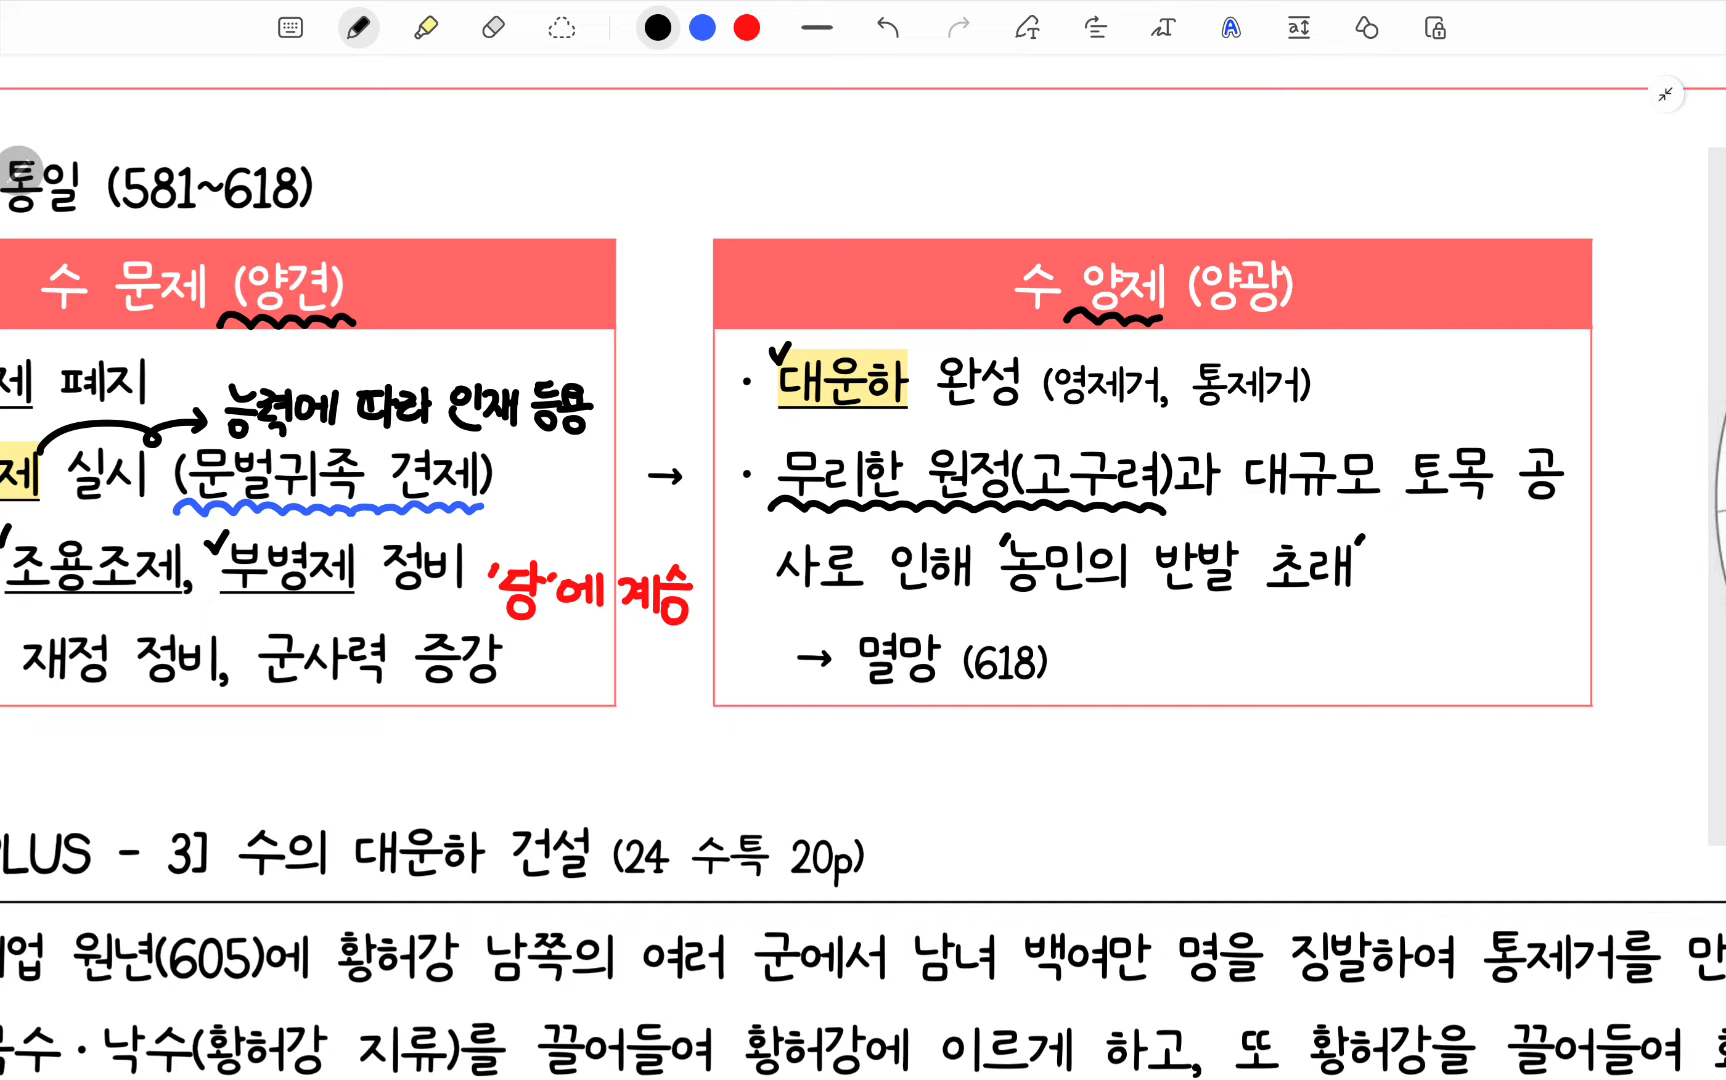 통일 (581~618)
수 문제 (양견)
제 폐지
능력에 따라 인재 등용
제 실시 (문벌귀족 견제)
조용조제, 부병제 정비
'당'에 계승
재정 정비, 군사력 증강
→
수 양제 (양광)
· 대운하 완성 (영제거, 통제거)
· 무리한 원정(고구려)과 대규모 토목 공
사로 인해 '농민의 반발 초래'
→ 멸망 (618)
PLUS - 3] 수의 대운하 건설 (24 수특 20p)
업 원년(605)에 황허강 남쪽의 여러 군에서 남녀 백여만 명을 징발하여 통제거를 만
수·낙수(황허강 지류)를 끌어들여 황허강에 이르게 하고, 또 황허강을 끌어들여